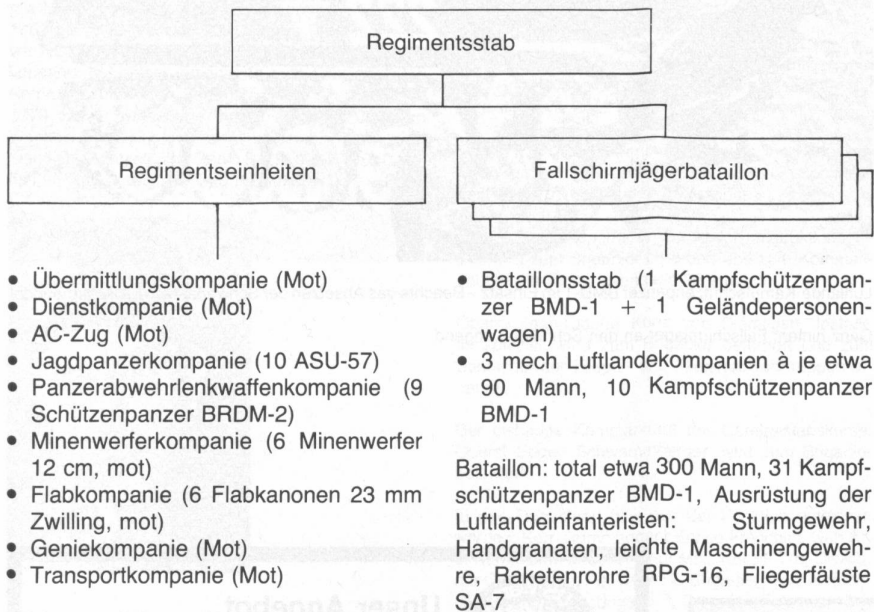 Regimentsstab
Regimentseinheiten
Fallschirmjägerbataillon
• Übermittlungskompanie (Mot)
• Dienstkompanie (Mot)
• AC-Zug (Mot)
• Jagdpanzerkompanie (10 ASU-57)
• Panzerabwehrlenkwaffenkompanie (9
Schützenpanzer BRDM-2)
• Minenwerferkompanie (6 Minenwerfer
12 cm, mot)
• Flabkompanie (6 Flabkanonen 23 mm
Zwilling, mot)
• Geniekompanie (Mot)
• Transportkompanie (Mot)
• Bataillonsstab (1 Kampfschützenpan-
zer BMD-1 + 1 Geländepersonen-
wagen)
• 3 mech Luftlandekompanien à je etwa
90 Mann, 10 Kampfschützenpanzer
BMD-1
Bataillon: total etwa 300 Mann, 31 Kampf-
schützenpanzer BMD-1, Ausrüstung der
Luftlandeinfanteristen: Sturmgewehr,
Handgranaten, leichte Maschinengeweh-
re, Raketenrohre RPG-16, Fliegerfäuste
SA-7